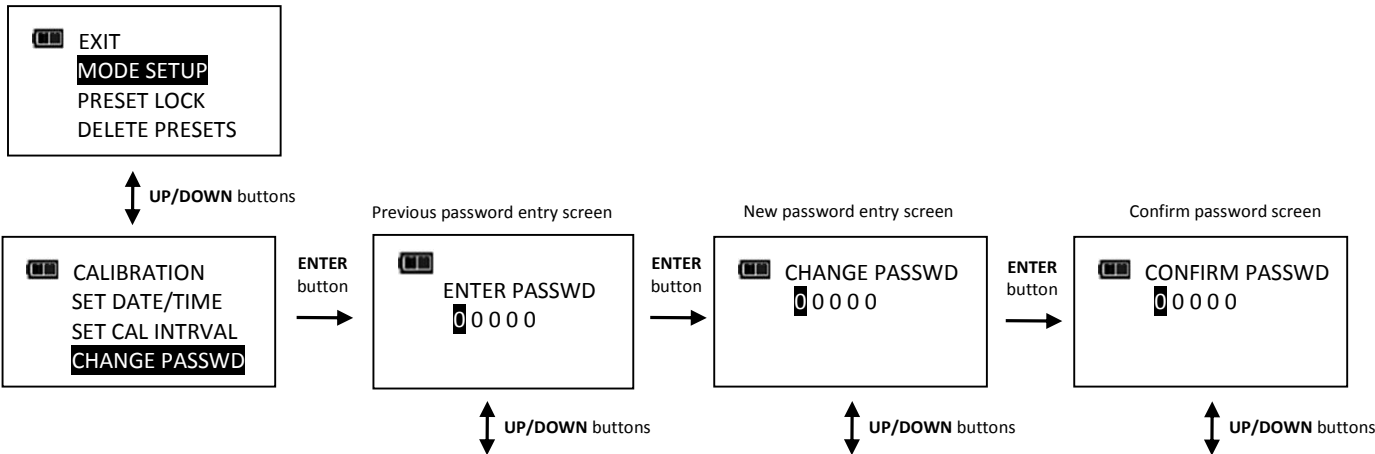 EXIT
MODE SETUP
PRESET LOCK
DELETE PRESETS
UP/DOWN buttons
Previous password entry screen
New password entry screen
Confirm password screen
CALIBRATION
SET DATE/TIME
SET CAL INTRVAL
CHANGE PASSWD
ENTER
button
ENTER PASSWD
0 0 0 0 0
ENTER
button
CHANGE PASSWD
0 0 0 0 0
ENTER
button
CONFIRM PASSWD
0 0 0 0 0
UP/DOWN buttons
UP/DOWN buttons
UP/DOWN buttons